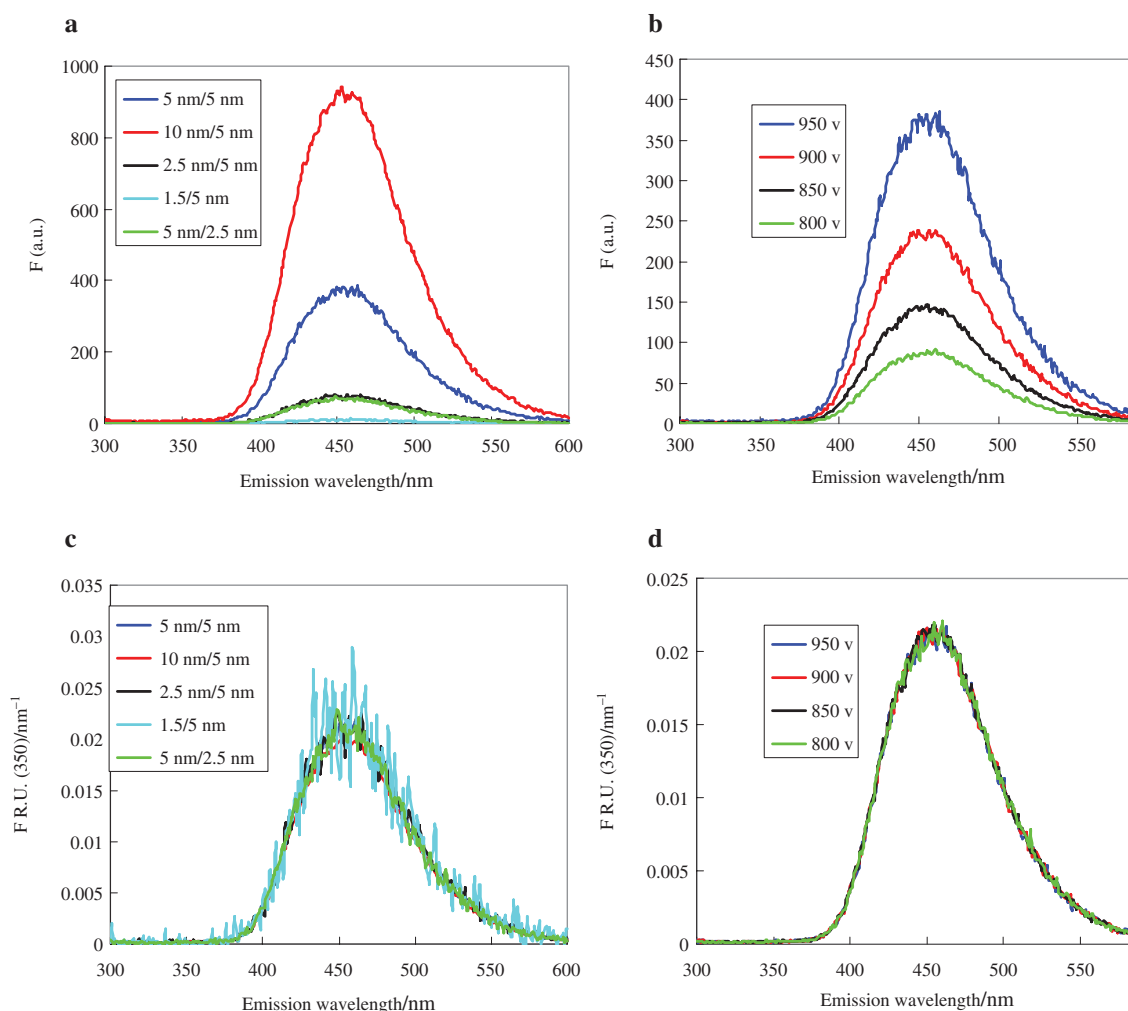 a
1000
800
600
400
200
0
300 350 400 450 500 550 600
F (a.u.)
Emission wavelength/nm
5 nm/5 nm
10 nm/5 nm
2.5 nm/5 nm
1.5/5 nm
5 nm/2.5 nm
b
450
400
350
300
250
200
150
100
50
0
300 350 400 450 500 550
F (a.u.)
Emission wavelength/nm
950 v
900 v
850 v
800 v
c
0.035
0.03
0.025
0.02
0.015
0.01
0.005
0
300 350 400 450 500 550 600
F R.U. (350)/nm⁻¹
Emission wavelength/nm
5 nm/5 nm
10 nm/5 nm
2.5 nm/5 nm
1.5/5 nm
5 nm/2.5 nm
d
0.025
0.02
0.015
0.01
0.005
0
300 350 400 450 500 550
F R.U. (350)/nm⁻¹
Emission wavelength/nm
950 v
900 v
850 v
800 v